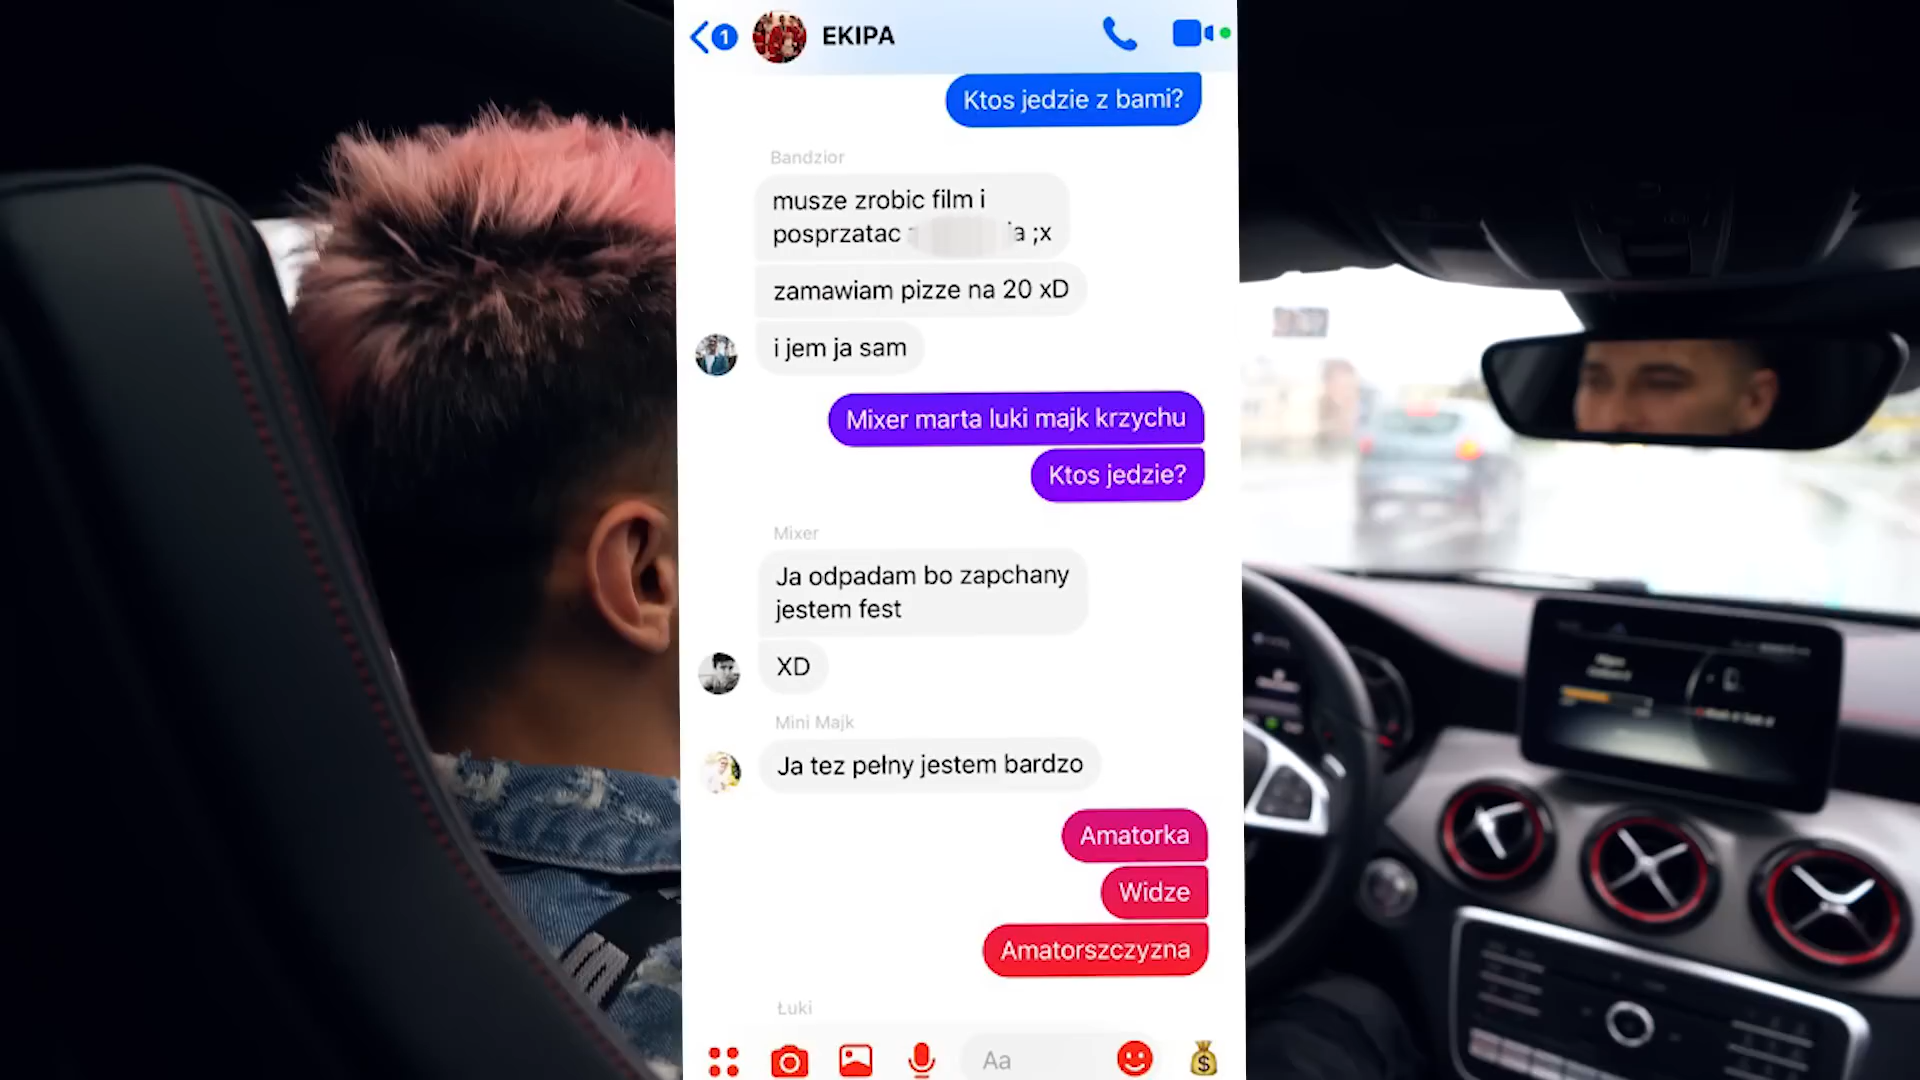 1
EKIPA
Ktos jedzie z bami?
Bandzior
musze zrobic film i
posprzatac ;x
zamawiam pizze na 20 xD
i jem ja sam
Mixer marta luki majk krzychu
Ktos jedzie?
Mixer
Ja odpadam bo zapchany
jestem fest
XD
Mini Majk
Ja tez pełny jestem bardzo
Amatorka
Widze
Amatorszczyzna
Łuki
Aa